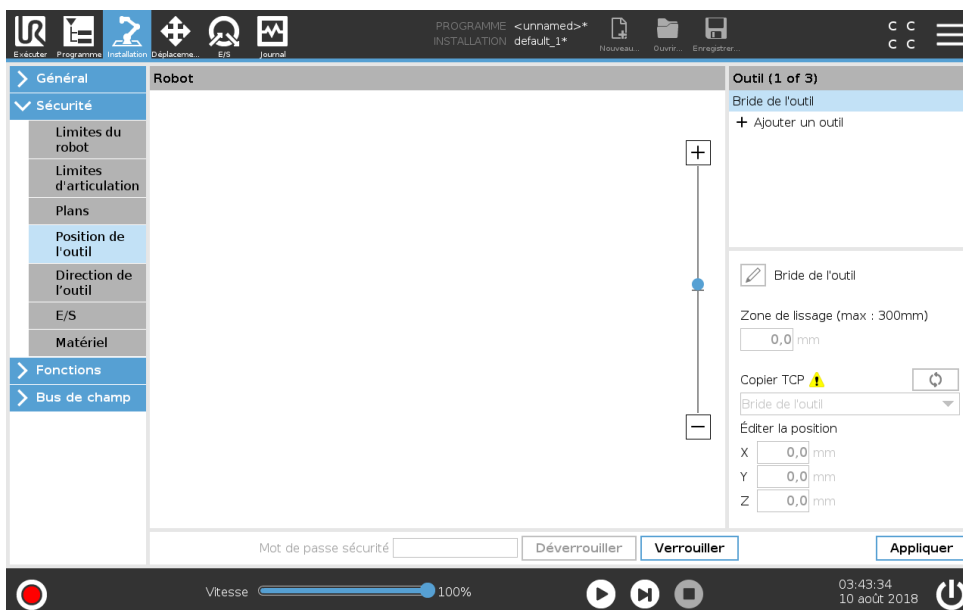 UR
PROGRAMME <unnamed>*
INSTALLATION default_1*
Exécuter
Programme
Installation
Déplaceme...
E/S
Journal
Nouveau...
Ouvrir...
Enregistrer...
C C
C C
Général
Sécurité
Limites du
robot
Limites
d'articulation
Plans
Position de
l'outil
Direction de
l'outil
E/S
Matériel
Fonctions
Bus de champ
Robot
+
−
Outil (1 of 3)
Bride de l'outil
+ Ajouter un outil
Bride de l'outil
Zone de lissage (max : 300mm)
0,0 mm
Copier TCP
Bride de l'outil
Éditer la position
X 0,0 mm
Y 0,0 mm
Z 0,0 mm
Mot de passe sécurité
Déverrouiller
Verrouiller
Appliquer
Vitesse
100%
03:43:34
10 août 2018